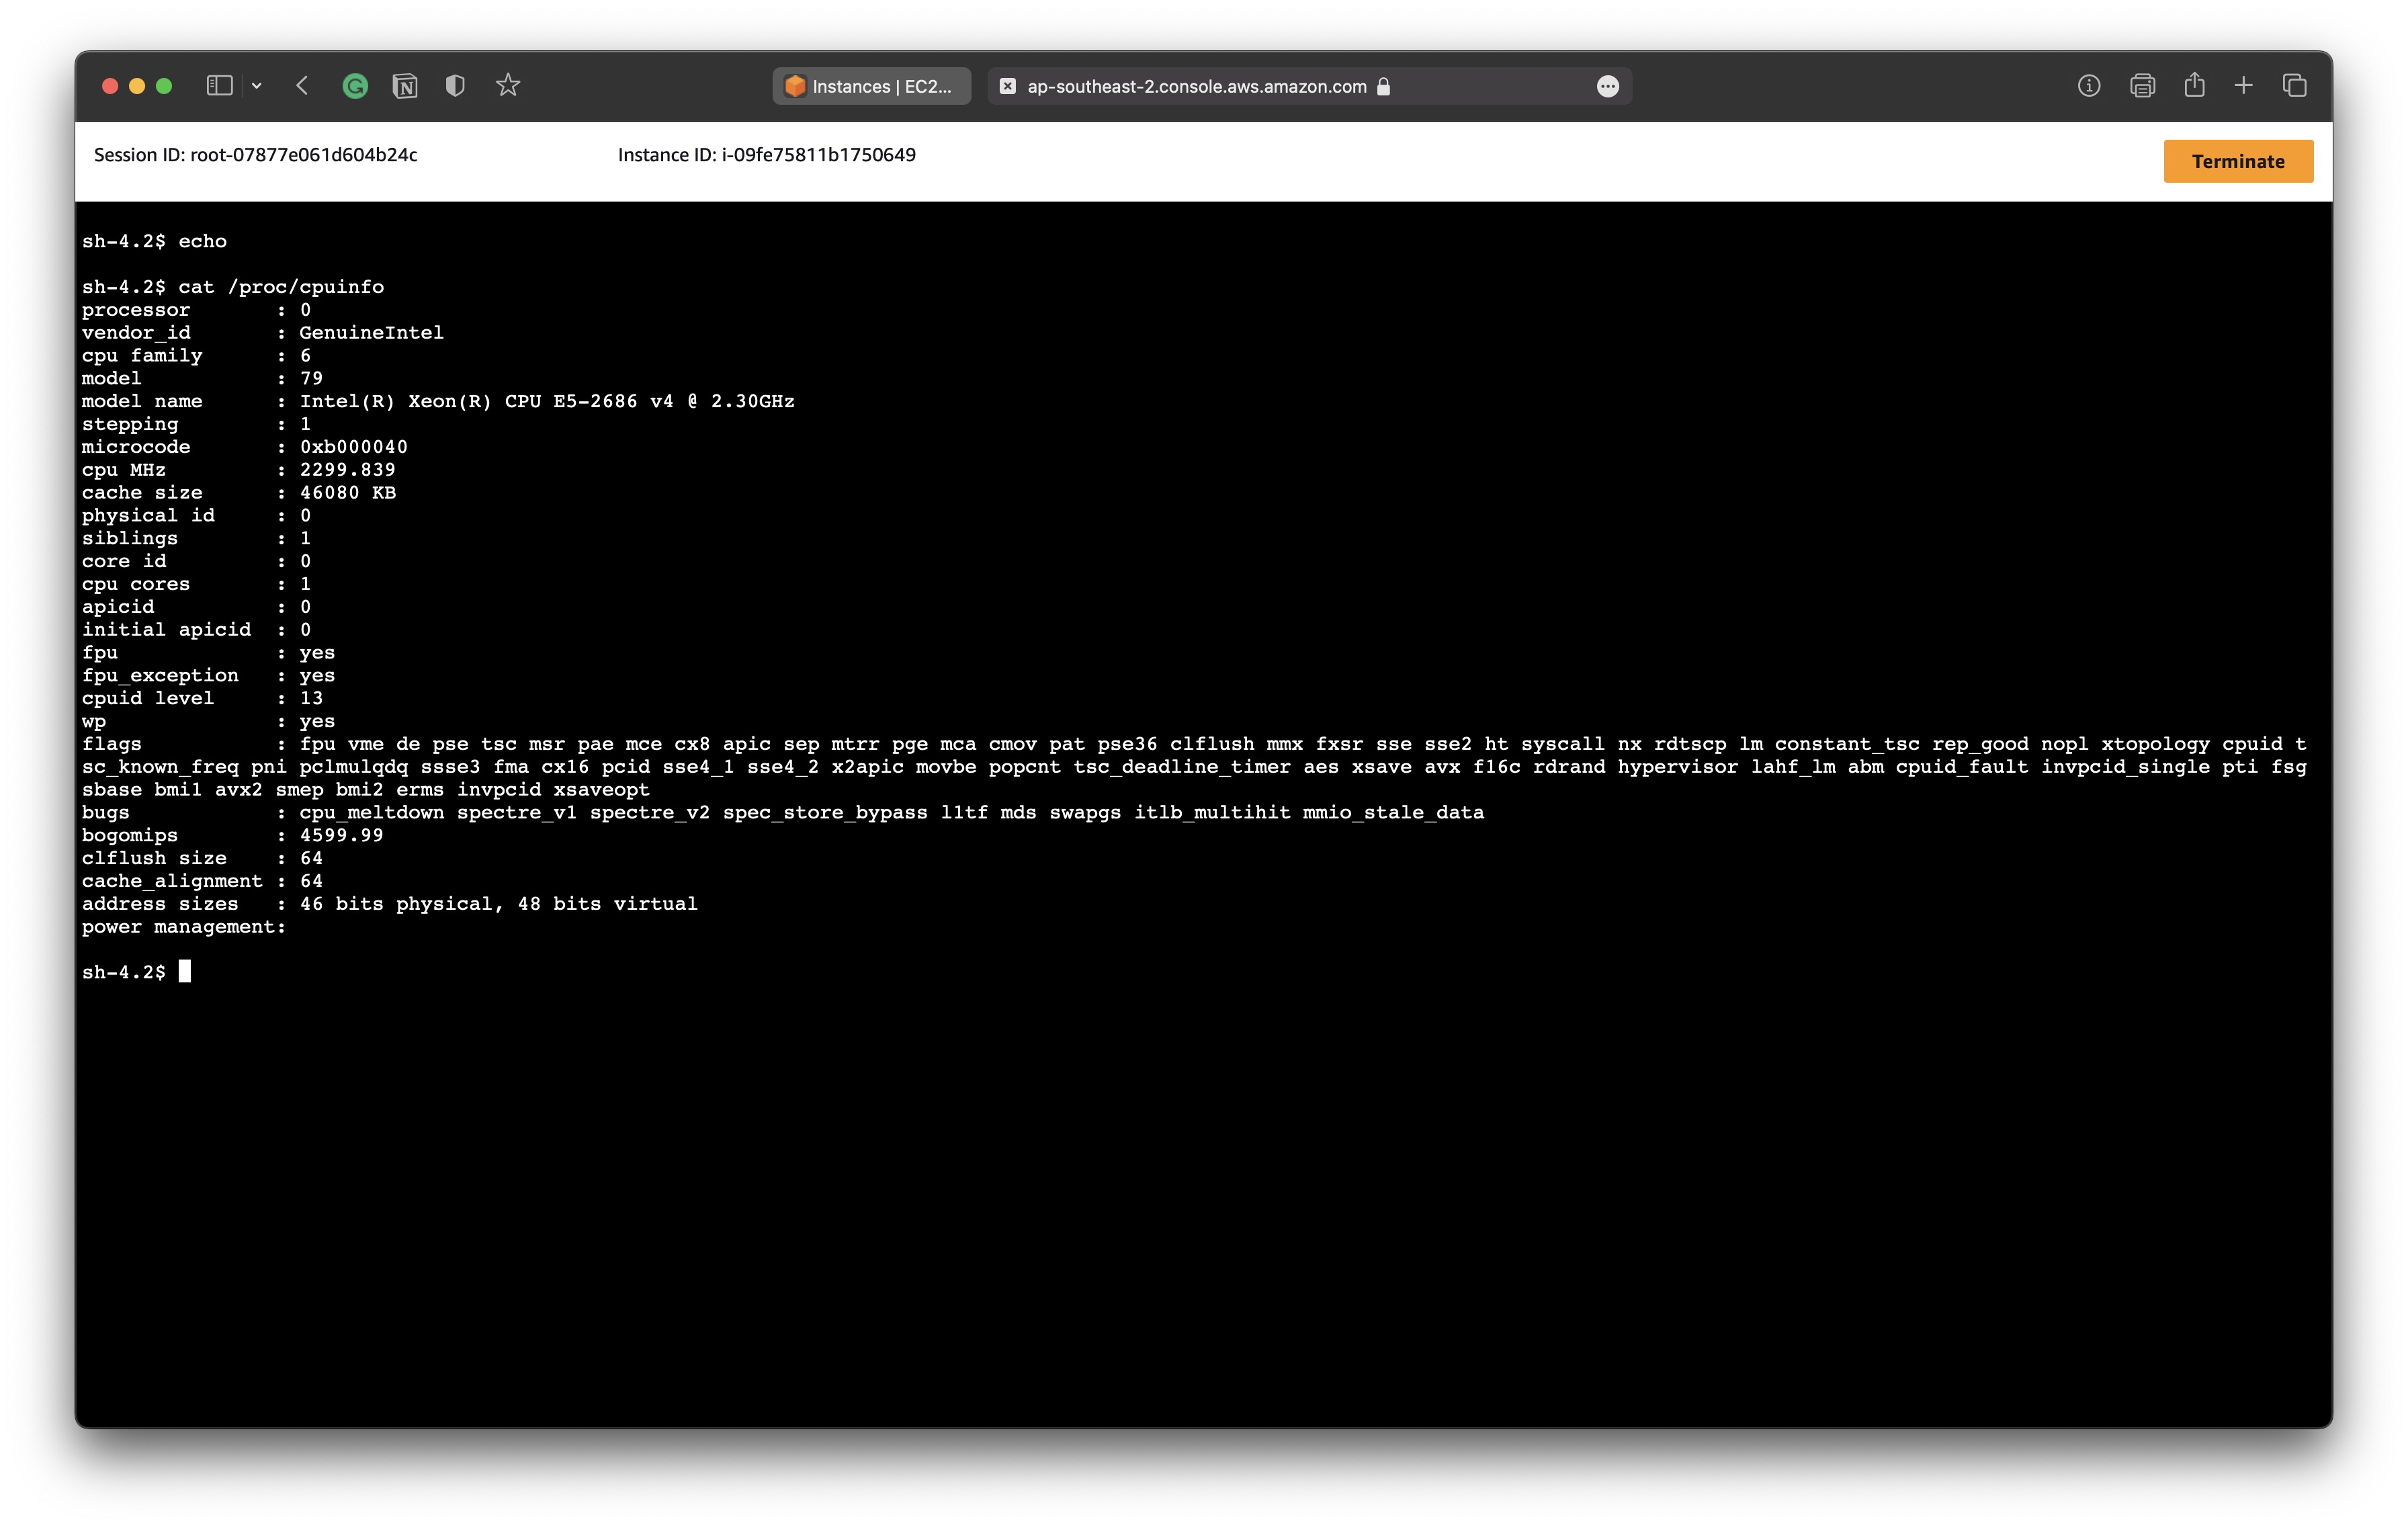 Instances | EC2...
ap-southeast-2.console.aws.amazon.com
Session ID: root-07877e061d604b24c
Instance ID: i-09fe75811b1750649
Terminate
sh-4.2$ echo
sh-4.2$ cat /proc/cpuinfo
processor : 0
vendor_id : GenuineIntel
cpu family : 6
model : 79
model name : Intel(R) Xeon(R) CPU E5-2686 v4 @ 2.30GHz
stepping : 1
microcode : 0xb000040
cpu MHz : 2299.839
cache size : 46080 KB
physical id : 0
siblings : 1
core id : 0
cpu cores : 1
apicid : 0
initial apicid : 0
fpu : yes
fpu_exception : yes
cpuid level : 13
wp : yes
flags : fpu vme de pse tsc msr pae mce cx8 apic sep mtrr pge mca cmov pat pse36 clflush mmx fxsr sse sse2 ht syscall nx rdtscp lm constant_tsc rep_good nopl xtopology cpuid t
sc_known_freq pni pclmulqdq ssse3 fma cx16 pcid sse4_1 sse4_2 x2apic movbe popcnt tsc_deadline_timer aes xsave avx f16c rdrand hypervisor lahf_lm abm cpuid_fault invpcid_single pti fsg
sbase bmi1 avx2 smep bmi2 erms invpcid xsaveopt
bugs : cpu_meltdown spectre_v1 spectre_v2 spec_store_bypass l1tf mds swapgs itlb_multihit mmio_stale_data
bogomips : 4599.99
clflush size : 64
cache_alignment : 64
address sizes : 46 bits physical, 48 bits virtual
power management:
sh-4.2$